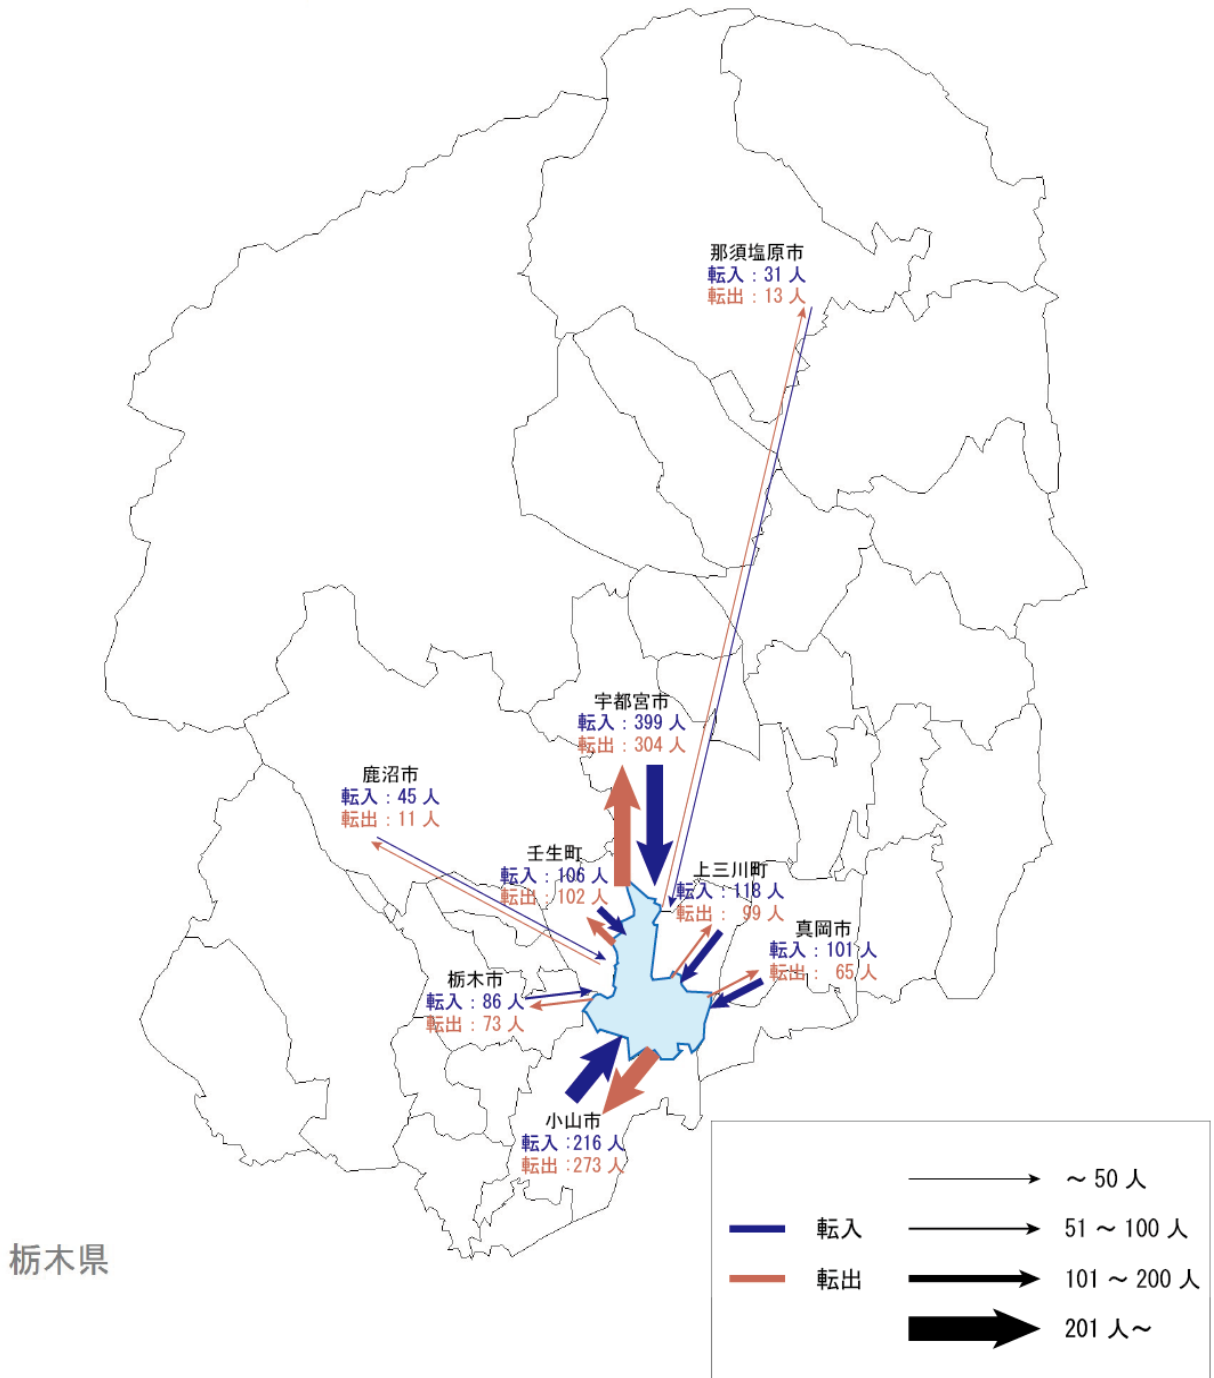 那須塩原市
転入：31 人
転出：13 人
宇都宮市
転入：399 人
転出：304 人
鹿沼市
転入：45 人
転出：11 人
壬生町
転入：106 人
転出：102 人
上三川町
転入：118 人
転出： 99 人
真岡市
転入：101 人
転出： 65 人
栃木市
転入：86 人
転出：73 人
小山市
転入：216 人
転出：273 人
栃木県
転入
転出
～ 50 人
51 ～ 100 人
101 ～ 200 人
201 人～